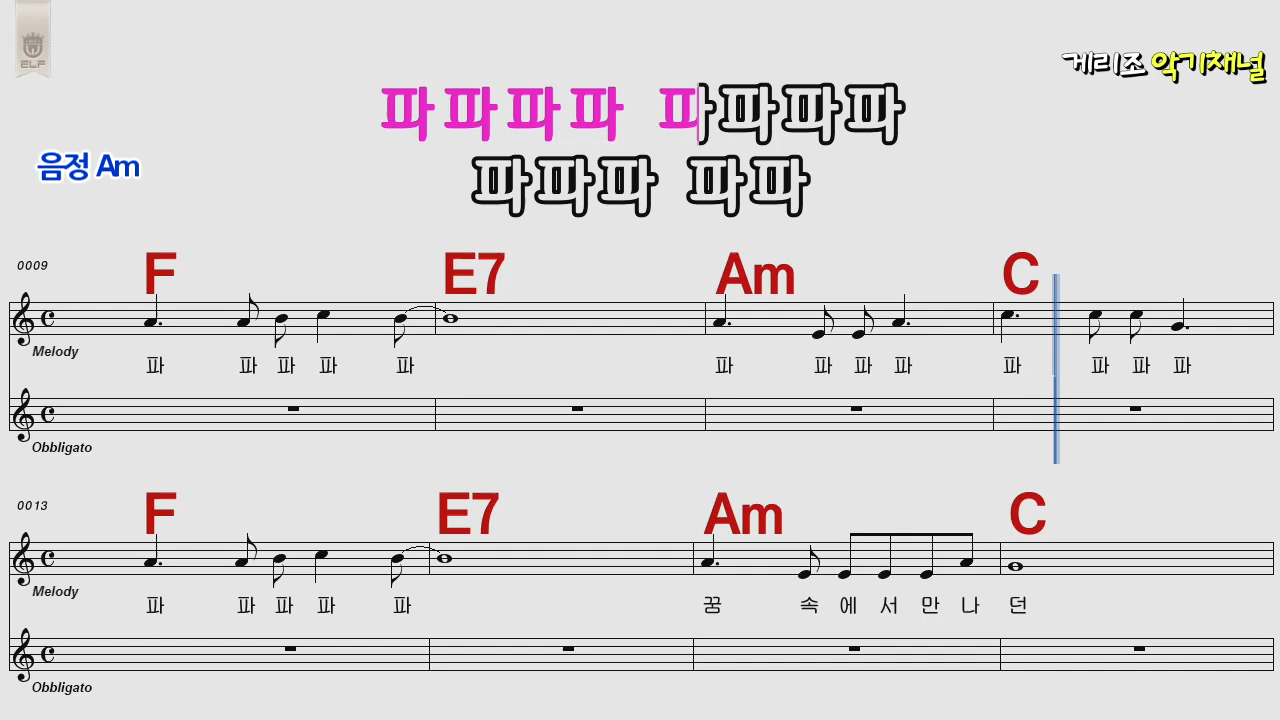 ELF
게리조 악기채널
파파파파 파파파파
음정 Am
파파파 파파
0009
F E7 Am C
Melody
파 파 파 파 파 파 파 파 파 파 파 파 파
Obbligato
0013
F E7 Am C
Melody
파 파 파 파 파 꿈 속 에 서 만 나 던
Obbligato